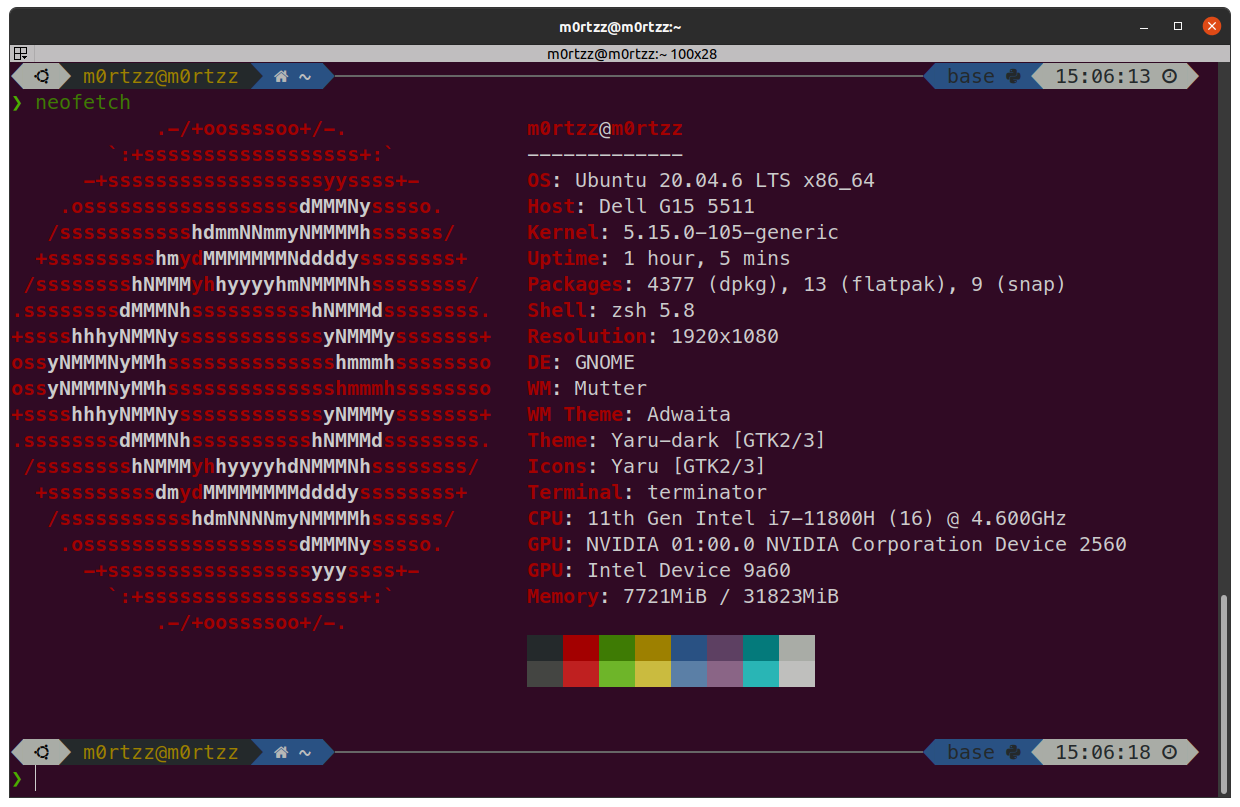 m0rtzz@m0rtzz:~
m0rtzz@m0rtzz:~ 100x28
m0rtzz@m0rtzz ~ base 15:06:13
❯ neofetch
.-/+oossssoo+/-. m0rtzz@m0rtzz
`:+ssssssssssssssssss+:` -------------
-+ssssssssssssssssssyyssss+- OS: Ubuntu 20.04.6 LTS x86_64
.ossssssssssssssssssdMMMNysssso. Host: Dell G15 5511
/ssssssssssshdmmNNmmyNMMMMhssssss/ Kernel: 5.15.0-105-generic
+ssssssssshmydMMMMMMMNddddyssssssss+ Uptime: 1 hour, 5 mins
/sssssssshNMMMyhhyyyyhmNMMMNhssssssss/ Packages: 4377 (dpkg), 13 (flatpak), 9 (snap)
.ssssssssdMMMNhsssssssssshNMMMdssssssss. Shell: zsh 5.8
+sssshhhyNMMNyssssssssssssyNMMMysssssss+ Resolution: 1920x1080
ossyNMMMNyMMhsssssssssssssshmmmhssssssso DE: GNOME
ossyNMMMNyMMhsssssssssssssshmmmhssssssso WM: Mutter
+sssshhhyNMMNyssssssssssssyNMMMysssssss+ WM Theme: Adwaita
.ssssssssdMMMNhsssssssssshNMMMdssssssss. Theme: Yaru-dark [GTK2/3]
/sssssssshNMMMyhhyyyyhdNMMMNhssssssss/ Icons: Yaru [GTK2/3]
+sssssssssdmydMMMMMMMMddddyssssssss+ Terminal: terminator
/ssssssssssshdmNNNNmyNMMMMhssssss/ CPU: 11th Gen Intel i7-11800H (16) @ 4.600GHz
.ossssssssssssssssssdMMMNysssso. GPU: NVIDIA 01:00.0 NVIDIA Corporation Device 2560
-+sssssssssssssssssyyyssss+- GPU: Intel Device 9a60
`:+ssssssssssssssssss+:` Memory: 7721MiB / 31823MiB
.-/+oossssoo+/-.
m0rtzz@m0rtzz ~ base 15:06:18
❯